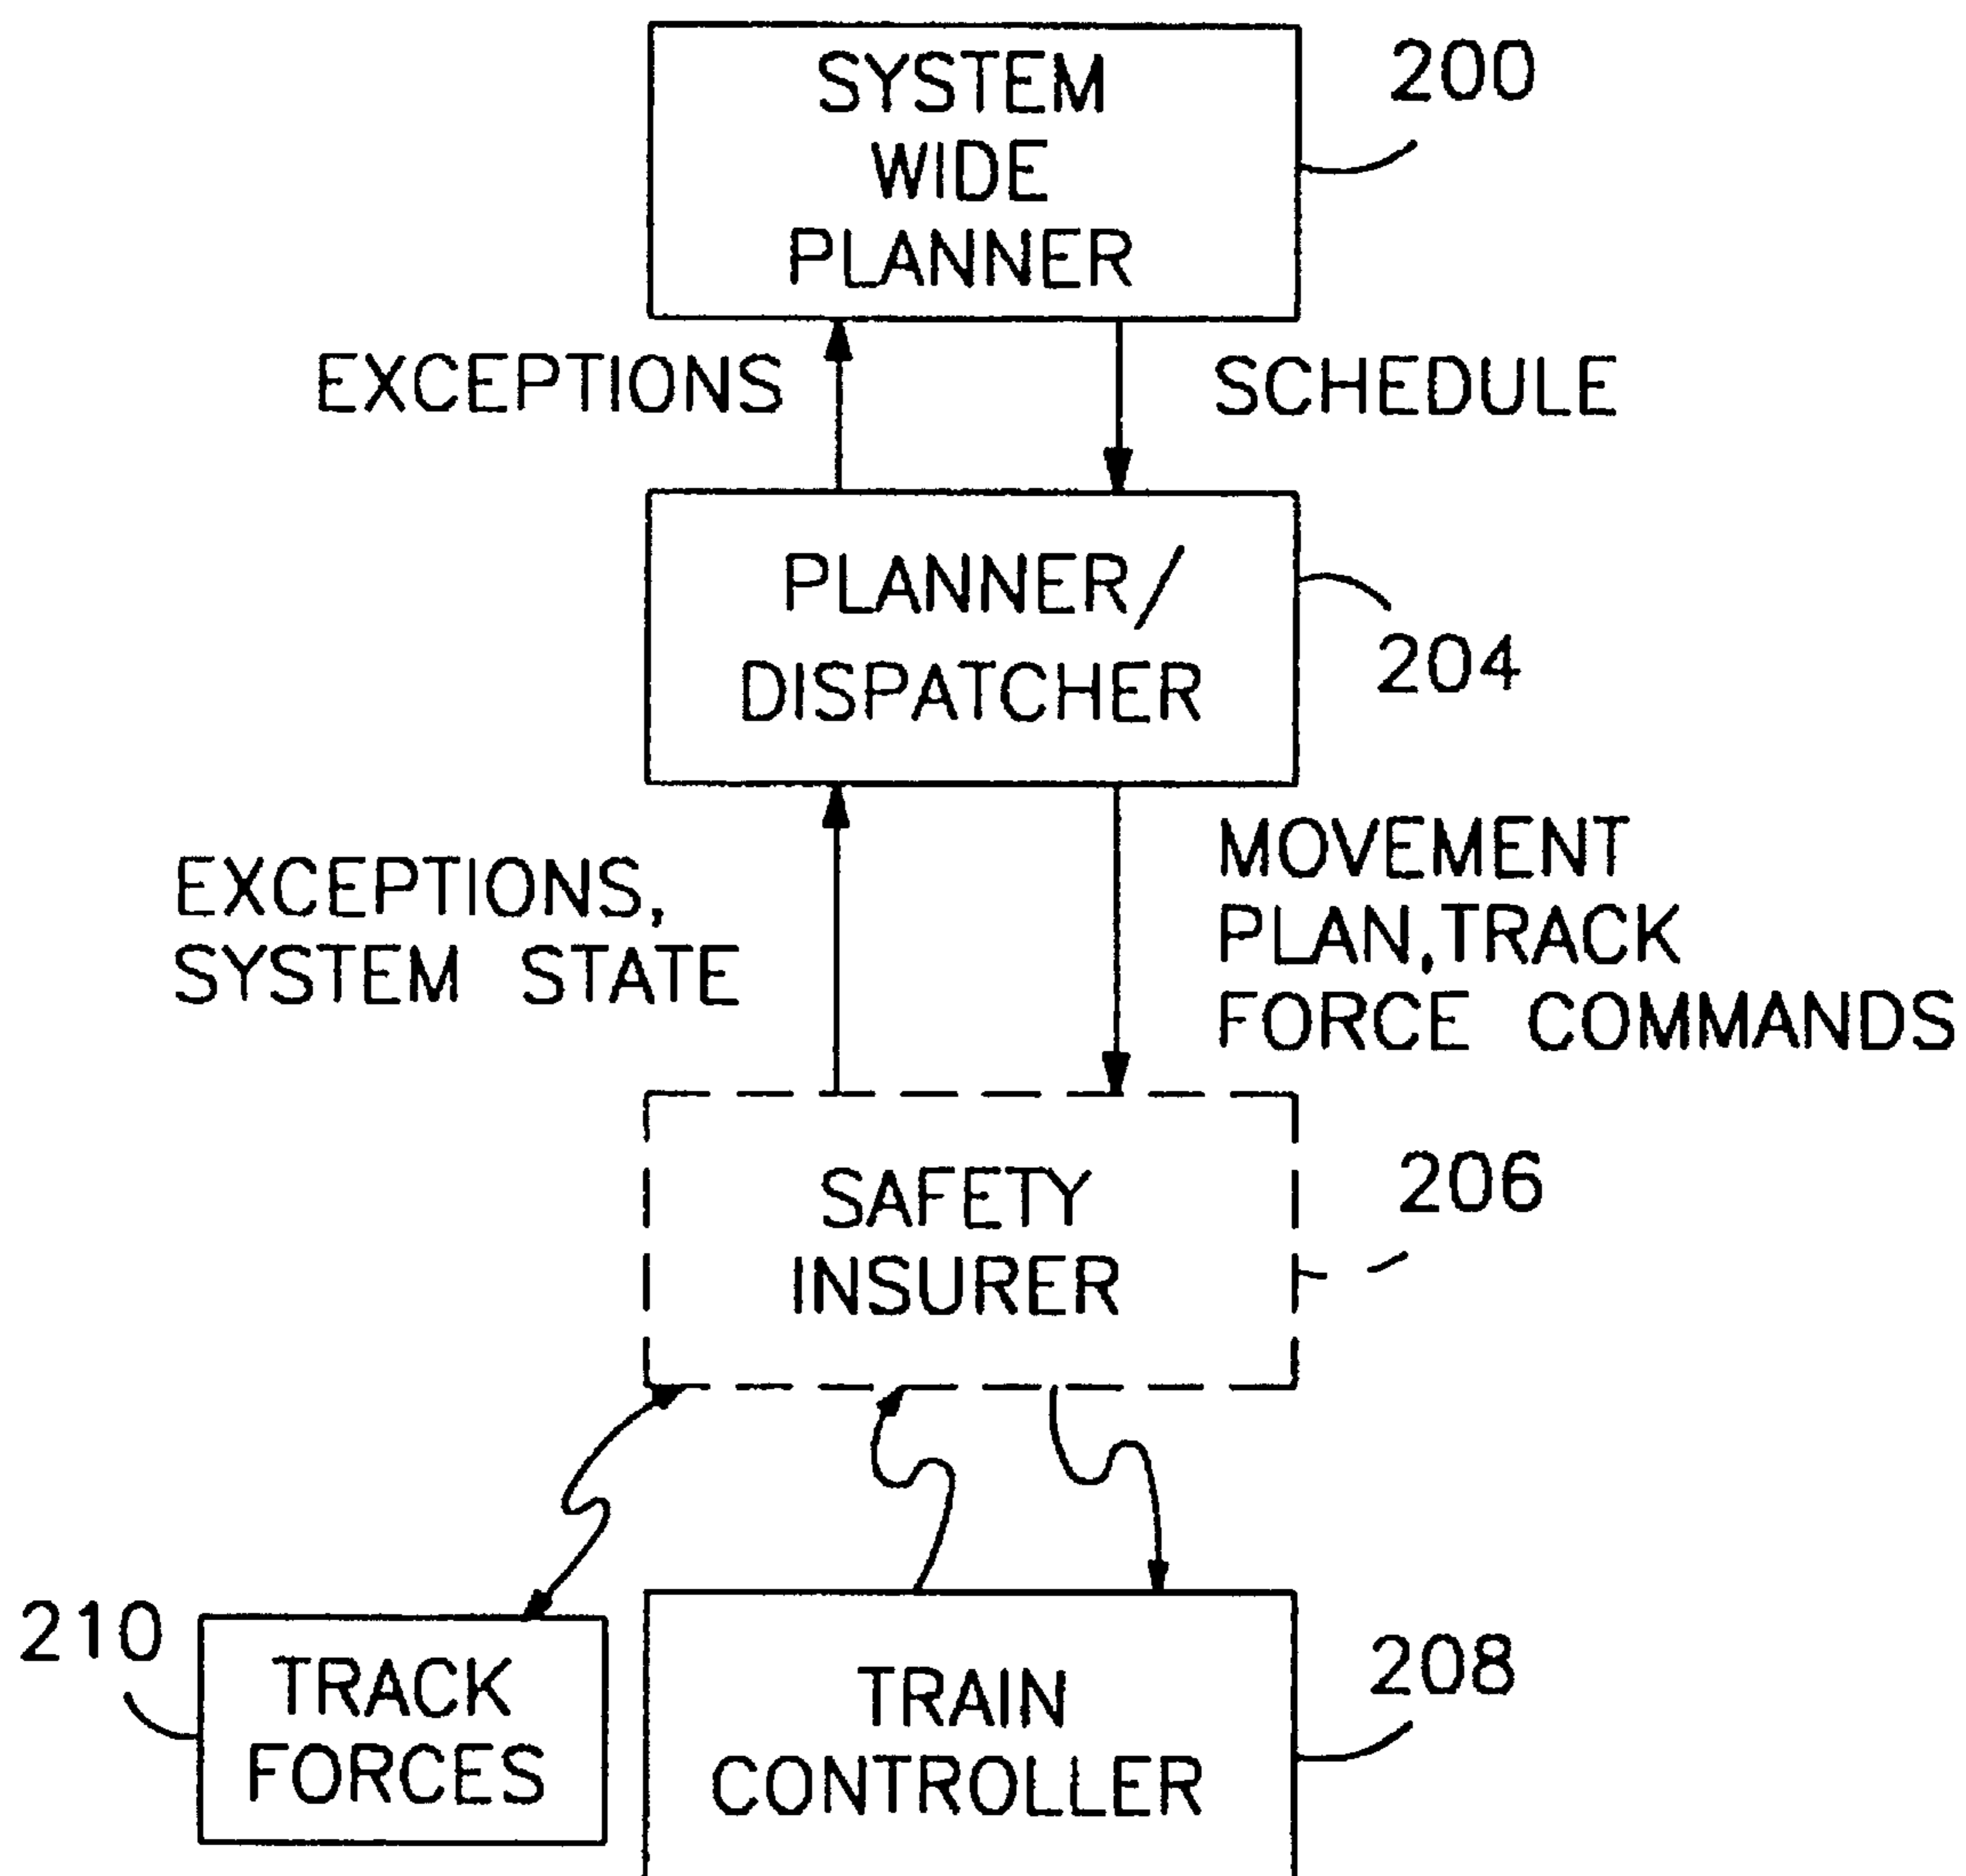 SYSTEM
WIDE
PLANNER
200
EXCEPTIONS
SCHEDULE
PLANNER/
DISPATCHER
204
EXCEPTIONS,
SYSTEM STATE
MOVEMENT
PLAN,TRACK
FORCE COMMANDS
SAFETY
INSURER
206
210
TRACK
FORCES
TRAIN
CONTROLLER
208